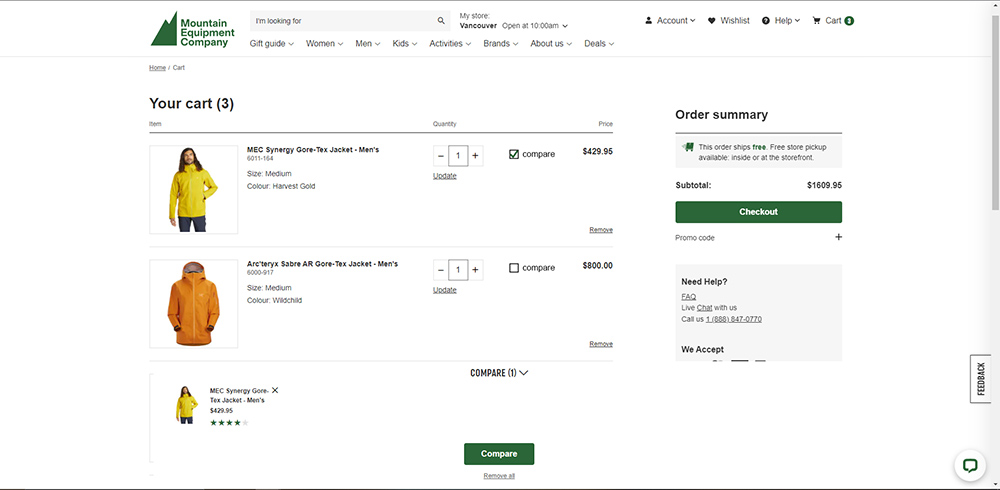 Mountain
Equipment
Company
I'm looking for
My store:
Vancouver Open at 10:00am
Account
Wishlist
Help
Cart 3
Gift guide
Women
Men
Kids
Activities
Brands
About us
Deals
Home / Cart
Your cart (3)
Item Quantity Price
MEC Synergy Gore-Tex Jacket - Men's
6011-164
Size: Medium
Colour: Harvest Gold
1
Update
compare
$429.95
Remove
Arc'teryx Sabre AR Gore-Tex Jacket - Men's
6000-917
Size: Medium
Colour: Wildchild
1
Update
compare
$800.00
Remove
Order summary
This order ships free. Free store pickup
available: inside or at the storefront.
Subtotal: $1609.95
Checkout
Promo code +
Need Help?
FAQ
Live Chat with us
Call us 1 (888) 847-0770
We Accept
FEEDBACK
COMPARE (1)
MEC Synergy Gore-
Tex Jacket - Men's
$429.95
Compare
Remove all